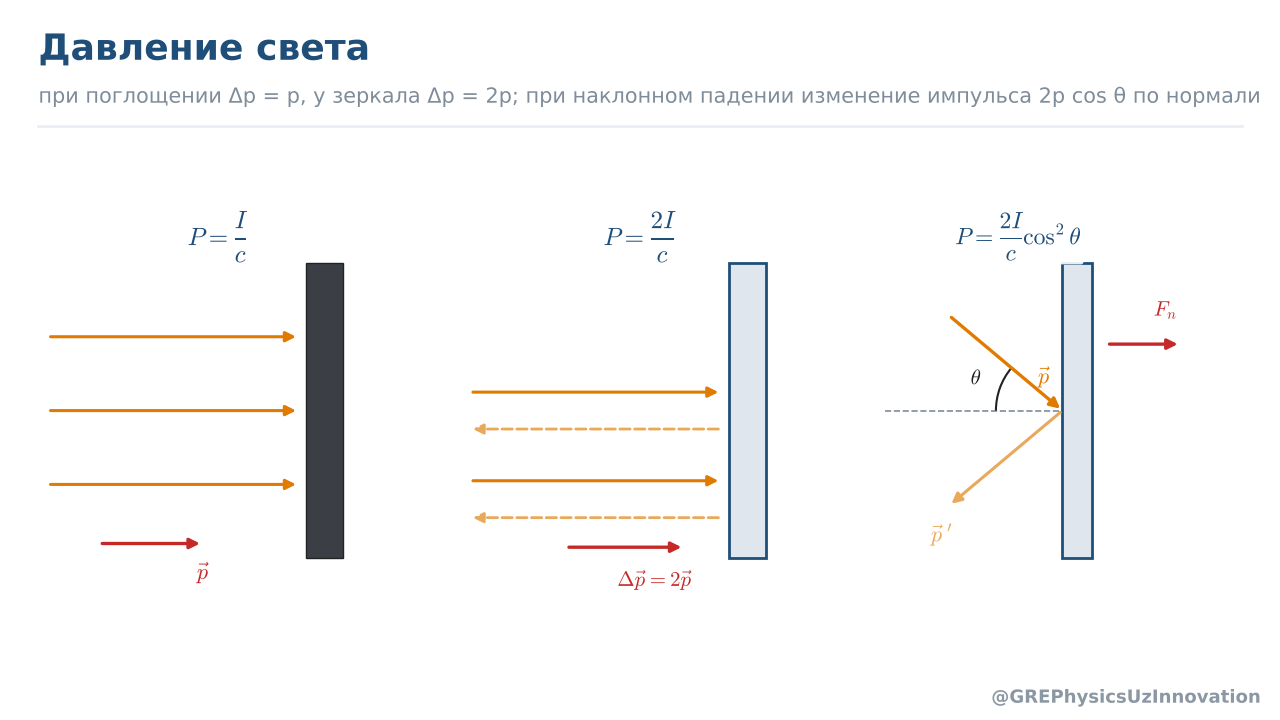 Давление света
при поглощении Δp = p, у зеркала Δp = 2p; при наклонном падении изменение импульса 2p cos θ по нормали
P = I/c
P = 2I/c
P = 2I/c cos² θ
F_n
θ
p⃗
p⃗ ′
p⃗
Δp⃗ = 2p⃗
@GREPhysicsUzInnovation